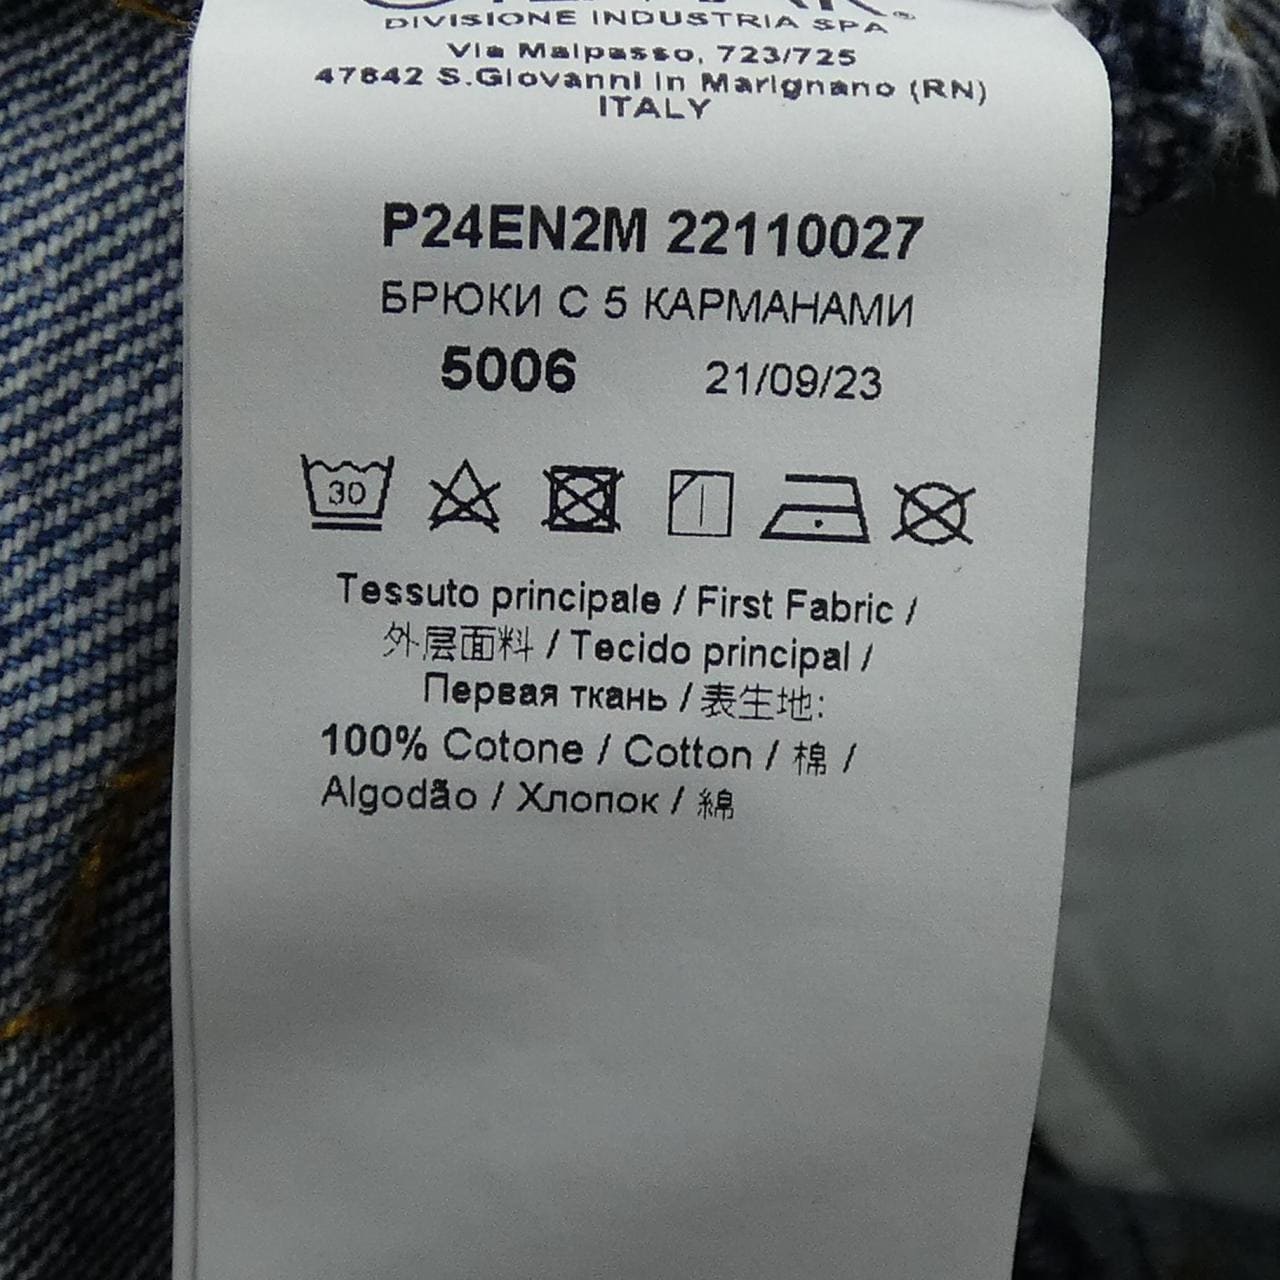 DIVISIONE INDUSTRIA SPA
Via Malpasso, 723/725
47842 S.Giovanni in Marignano (RN)
ITALY
P24EN2M 22110027
БРЮКИ С 5 КАРМАНАМИ
5006 21/09/23
30
Tessuto principale / First Fabric /
外层面料 / Tecido principal /
Первая ткань / 表生地:
100% Cotone / Cotton / 棉 /
Algodão / Хлопок / 綿